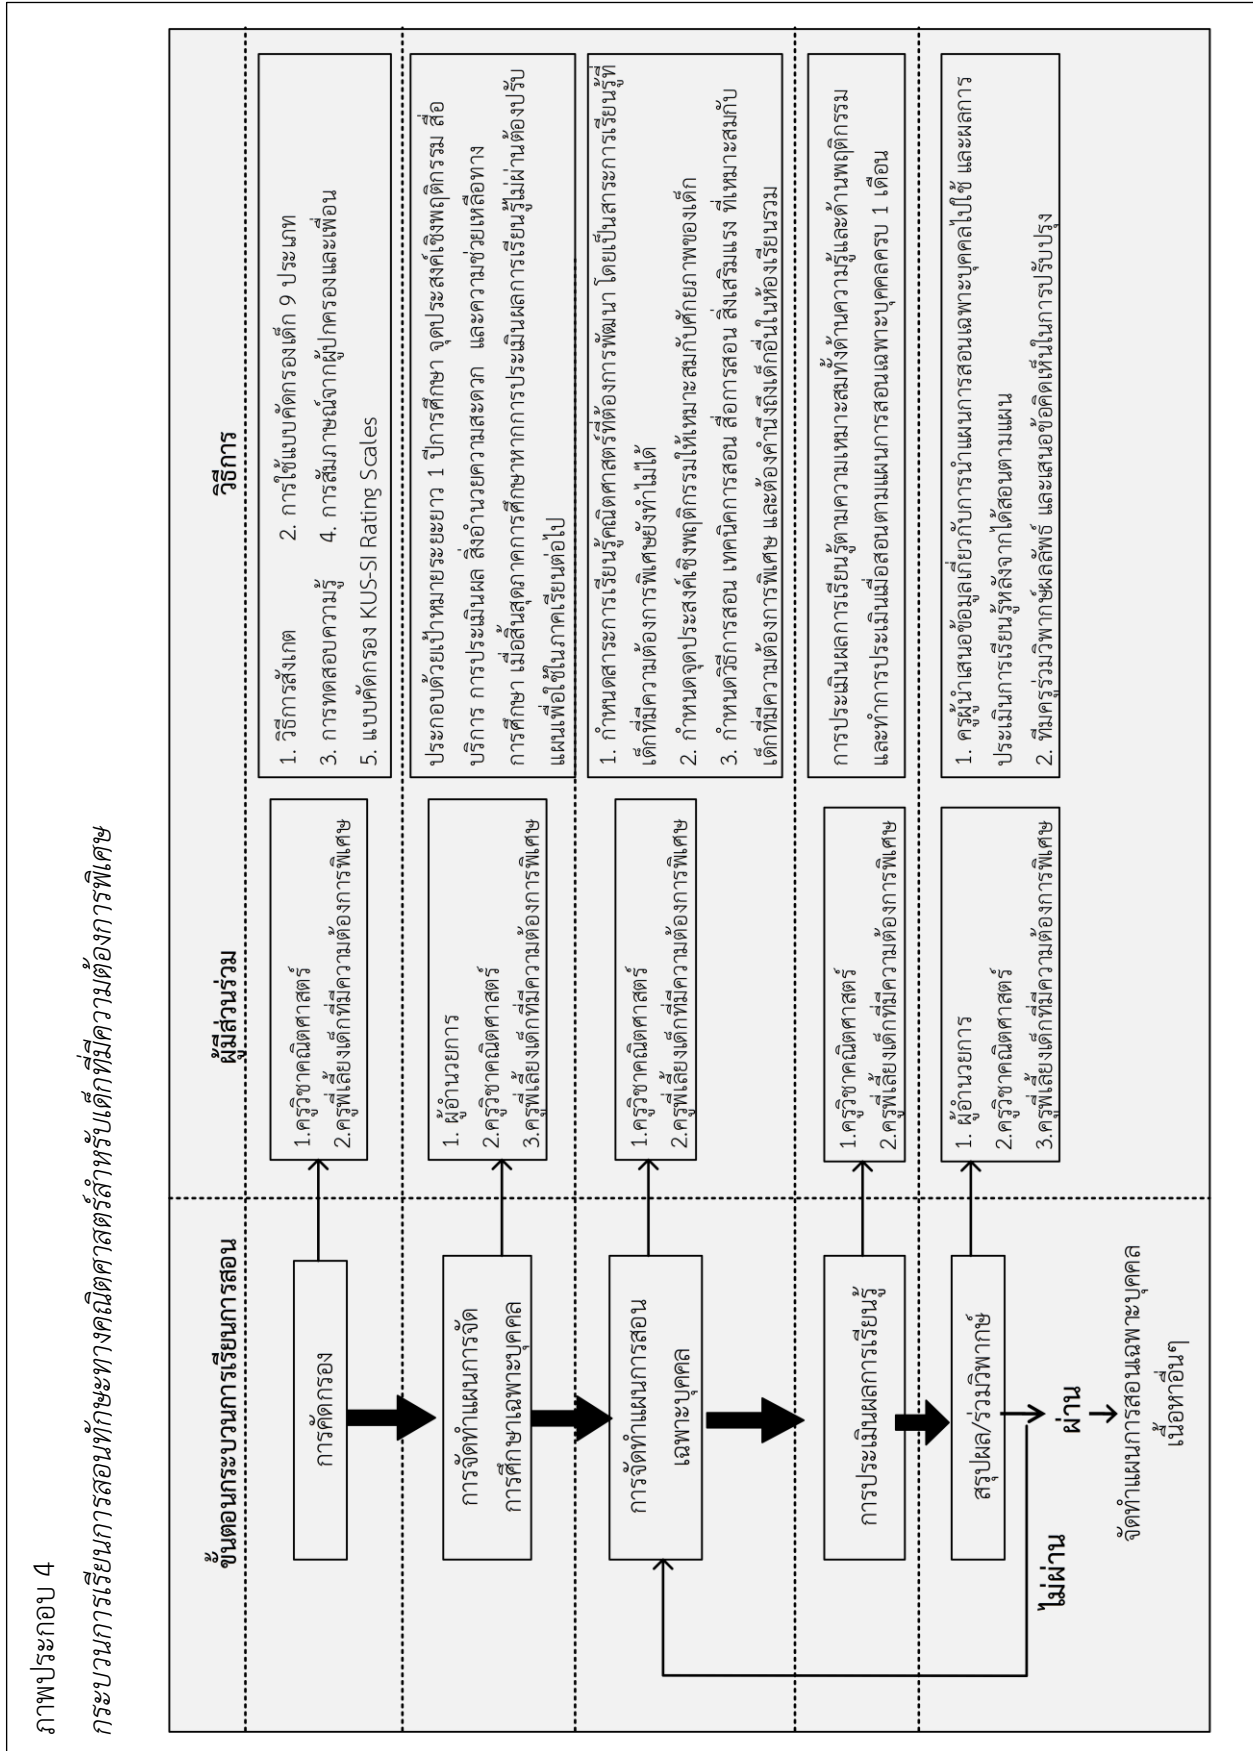 ภาพประกอบ 4
กระบวนการเรียนการสอนทักษะทางคณิตศาสตร์สำหรับเด็กที่มีความต้องการพิเศษ
ขั้นตอนกระบวนการเรียนการสอน
ผู้มีส่วนร่วม
วิธีการ
การคัดกรอง
1.ครูวิชาคณิตศาสตร์
2.ครูพี่เลี้ยงเด็กที่มีความต้องการพิเศษ
1. วิธีการสังเกต 2. การใช้แบบคัดกรองเด็ก 9 ประเภท
3. การทดสอบความรู้ 4. การสัมภาษณ์จากผู้ปกครองและเพื่อน
5. แบบคัดกรอง KUS-SI Rating Scales
การจัดทำแผนการจัด
การศึกษาเฉพาะบุคคล
1. ผู้อำนวยการ
2.ครูวิชาคณิตศาสตร์
3.ครูพี่เลี้ยงเด็กที่มีความต้องการพิเศษ
ประกอบด้วยเป้าหมายระยะยาว 1 ปีการศึกษา จุดประสงค์เชิงพฤติกรรม สื่อ
บริการ การประเมินผล สิ่งอำนวยความสะดวก และความช่วยเหลือทาง
การศึกษา เมื่อสิ้นสุดภาคการศึกษาหากการประเมินผลการเรียนรู้ไม่ผ่านต้องปรับ
แผนเพื่อใช้ในภาคเรียนต่อไป
การจัดทำแผนการสอน
เฉพาะบุคคล
1.ครูวิชาคณิตศาสตร์
2.ครูพี่เลี้ยงเด็กที่มีความต้องการพิเศษ
1. กำหนดสาระการเรียนรู้คณิตศาสตร์ที่ต้องการพัฒนา โดยเป็นสาระการเรียนรู้ที่
เด็กที่มีความต้องการพิเศษยังทำไม่ได้
2. กำหนดจุดประสงค์เชิงพฤติกรรมให้เหมาะสมกับศักยภาพของเด็ก
3. กำหนดวิธีการสอน เทคนิคการสอน สื่อการสอน สิ่งเสริมแรง ที่เหมาะสมกับ
เด็กที่มีความต้องการพิเศษ และต้องคำนึงถึงเด็กอื่นในห้องเรียนรวม
การประเมินผลการเรียนรู้
1.ครูวิชาคณิตศาสตร์
2.ครูพี่เลี้ยงเด็กที่มีความต้องการพิเศษ
การประเมินผลการเรียนรู้ตามความเหมาะสมทั้งด้านความรู้และด้านพฤติกรรม
และทำการประเมินเมื่อสอนตามแผนการสอนเฉพาะบุคคลครบ 1 เดือน
สรุปผล/ร่วมวิพากษ์
1. ผู้อำนวยการ
2.ครูวิชาคณิตศาสตร์
3.ครูพี่เลี้ยงเด็กที่มีความต้องการพิเศษ
1. ครูผู้นำเสนอข้อมูลเกี่ยวกับการนำแผนการสอนเฉพาะบุคคลไปใช้ และผลการ
ประเมินการเรียนรู้หลังจากได้สอนตามแผน
2. ทีมครูร่วมวิพากษ์ผลลัพธ์ และเสนอข้อคิดเห็นในการปรับปรุง
ไม่ผ่าน
ผ่าน
จัดทำแผนการสอนเฉพาะบุคคล
เนื้อหาอื่นๆ